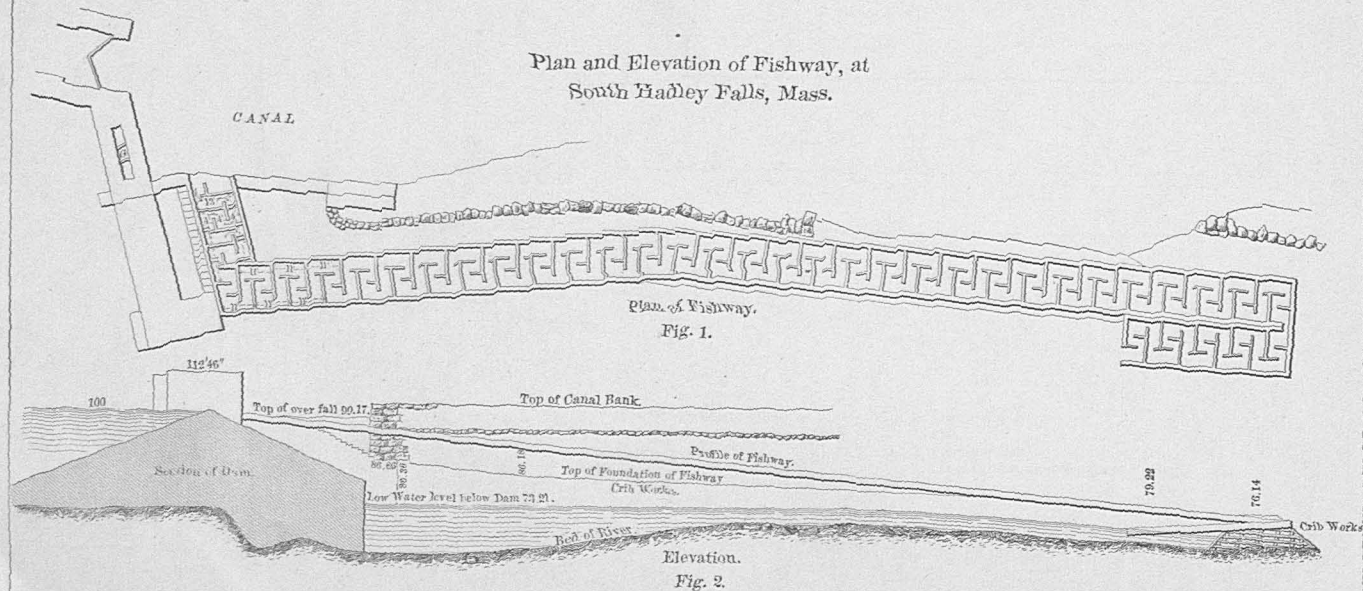 Plan and Elevation of Fishway, at
South Hadley Falls, Mass.
CANAL
Plan of Fishway.
Fig. 1.
112'46"
100
Top of over fall 99.17.
Top of Canal Bank.
Section of Dam.
86.18
Profile of Fishway.
Top of Foundation of Fishway
Crib Works.
79.22
76.14
Low Water level below Dam
Crib Works
Bed of River
Elevation.
Fig. 2.